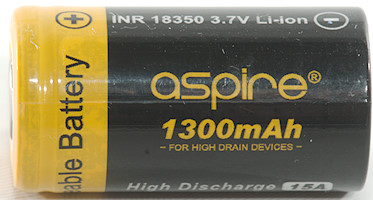 able Battery
INR 18350 3.7V Li-ion
aspire®
1300mAh
- FOR HIGH DRAIN DEVICES -
High Discharge 15A